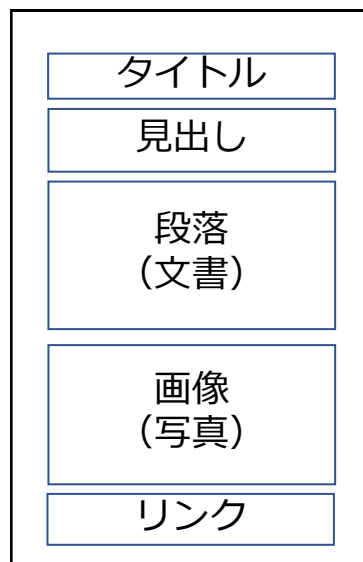 タイトル
見出し
段落
（文書）
画像
（写真）
リンク